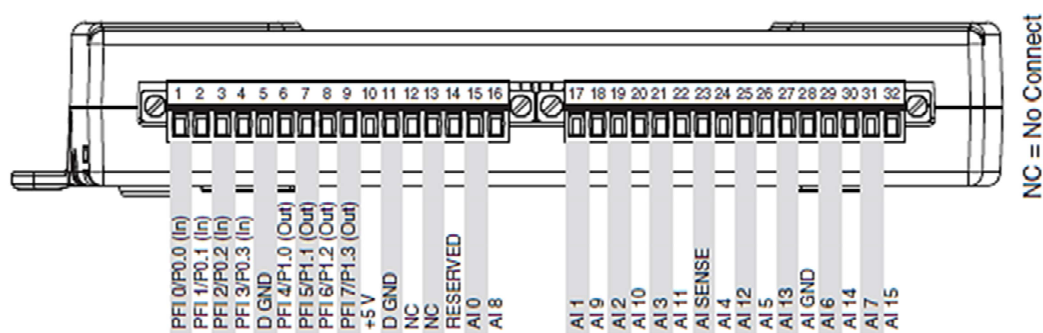 1 2 3 4 5 6 7 8 9 10 11 12 13 14 15 16
17 18 19 20 21 22 23 24 25 26 27 28 29 30 31 32
PFI 0/P0.0 (In)
PFI 1/P0.1 (In)
PFI 2/P0.2 (In)
PFI 3/P0.3 (In)
D GND
PFI 4/P1.0 (Out)
PFI 5/P1.1 (Out)
PFI 6/P1.2 (Out)
PFI 7/P1.3 (Out)
+5 V
D GND
NC
NC
RESERVED
AI 0
AI 8
AI 1
AI 9
AI 2
AI 10
AI 3
AI 11
AI SENSE
AI 4
AI 12
AI 5
AI 13
AI GND
AI 6
AI 14
AI 7
AI 15
NC = No Connect